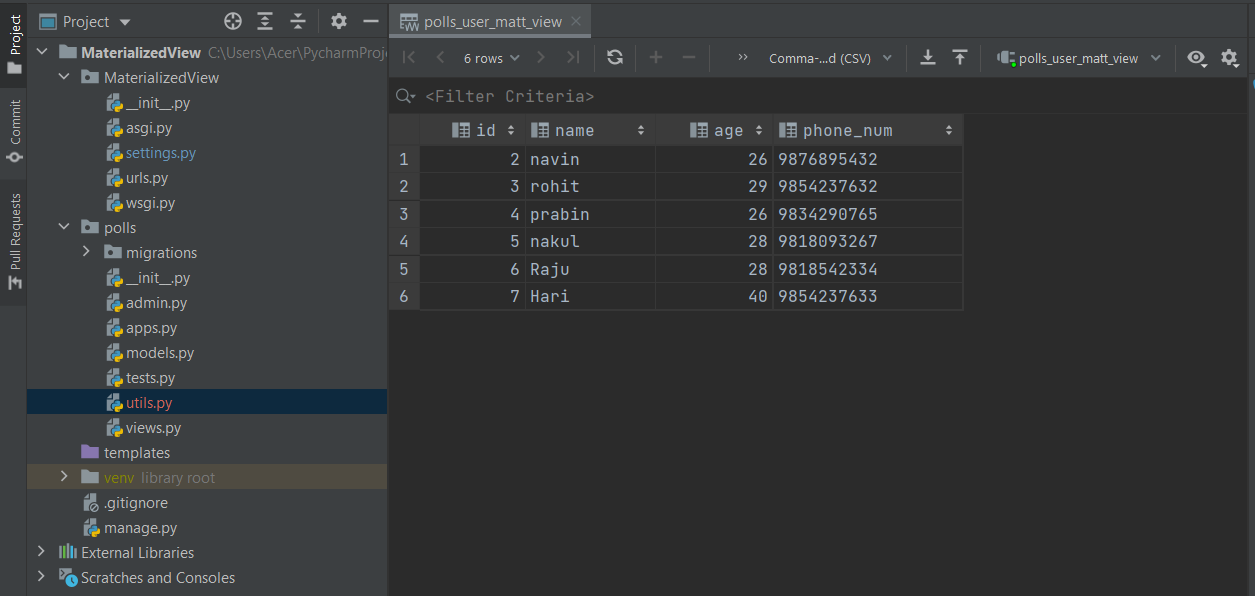 Project
Commit
Pull Requests
Project
MaterializedView C:\Users\Acer\PycharmProj
MaterializedView
__init__.py
asgi.py
settings.py
urls.py
wsgi.py
polls
migrations
__init__.py
admin.py
apps.py
models.py
tests.py
utils.py
views.py
templates
venv library root
.gitignore
manage.py
External Libraries
Scratches and Consoles
polls_user_matt_view
6 rows Comma-...d (CSV) polls_user_matt_view
<Filter Criteria>
id name age phone_num
1 2 navin 26 9876895432
2 3 rohit 29 9854237632
3 4 prabin 26 9834290765
4 5 nakul 28 9818093267
5 6 Raju 28 9818542334
6 7 Hari 40 9854237633